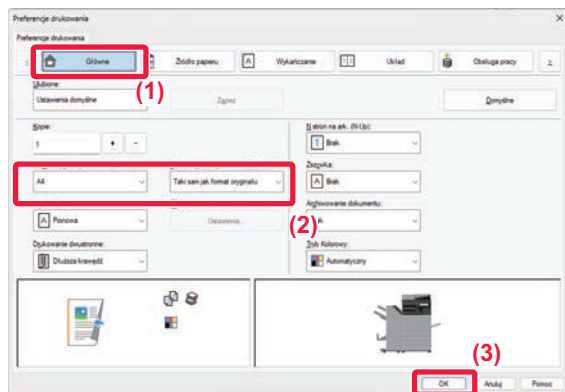 Preferencje drukowania
Preferencje drukowania
Główne
Źródło papieru
Wykańczanie
Układ
Obsługa pracy
(1)
Ulubione:
Ustawienia domyślne
Zapisz
Domyślne
Kopie:
1
+
-
N stron na ark. (N-Up):
Brak
A4
Taki sam jak format oryginału
Zszywka:
Brak
(2)
Archiwowanie dokumentu:
Pionowa
Ustawienia...
Drukowanie dwustronne:
Dłuższa krawędź
Tryb Kolorowy:
Automatyczny
(3)
OK
Anuluj
Pomoc